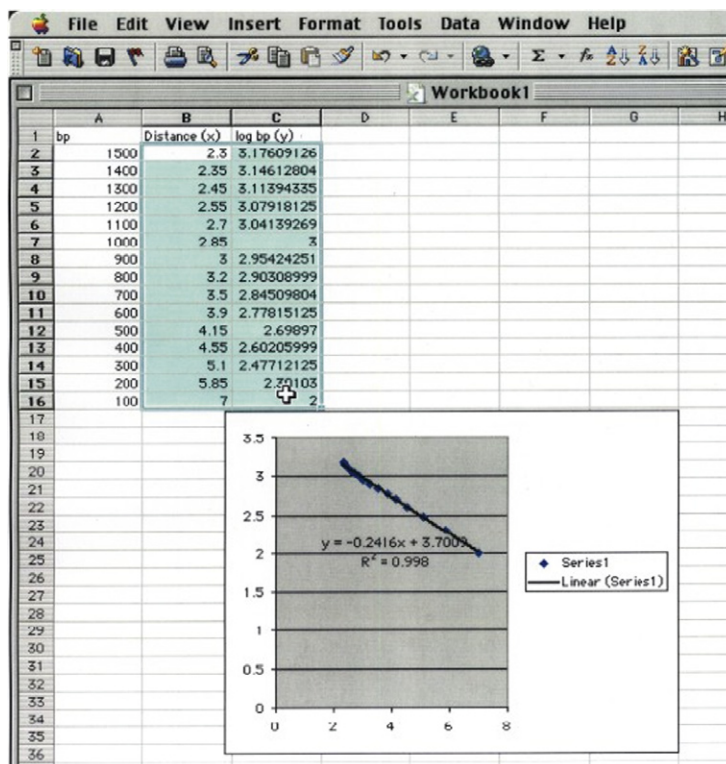 File Edit View Insert Format Tools Data Window Help
Workbook1
A B C D E F G H
1 bp Distance (x) log bp (y)
2 1500 2.3 3.17609126
3 1400 2.35 3.14612804
4 1300 2.45 3.11394335
5 1200 2.55 3.07918125
6 1100 2.7 3.04139269
7 1000 2.85 3
8 900 3 2.95424251
9 800 3.2 2.90308999
10 700 3.5 2.84509804
11 600 3.9 2.77815125
12 500 4.15 2.69897
13 400 4.55 2.60205999
14 300 5.1 2.47712125
15 200 5.85 2.30103
16 100 7 2
17
18
19
20
21
22
23
24
25
26
27
28
29
30
31
32
33
34
35
36
3.5
3
2.5
2
1.5
1
0.5
0
y = -0.2416x + 3.7009
R² = 0.998
0 2 4 6 8
Series1
Linear (Series1)